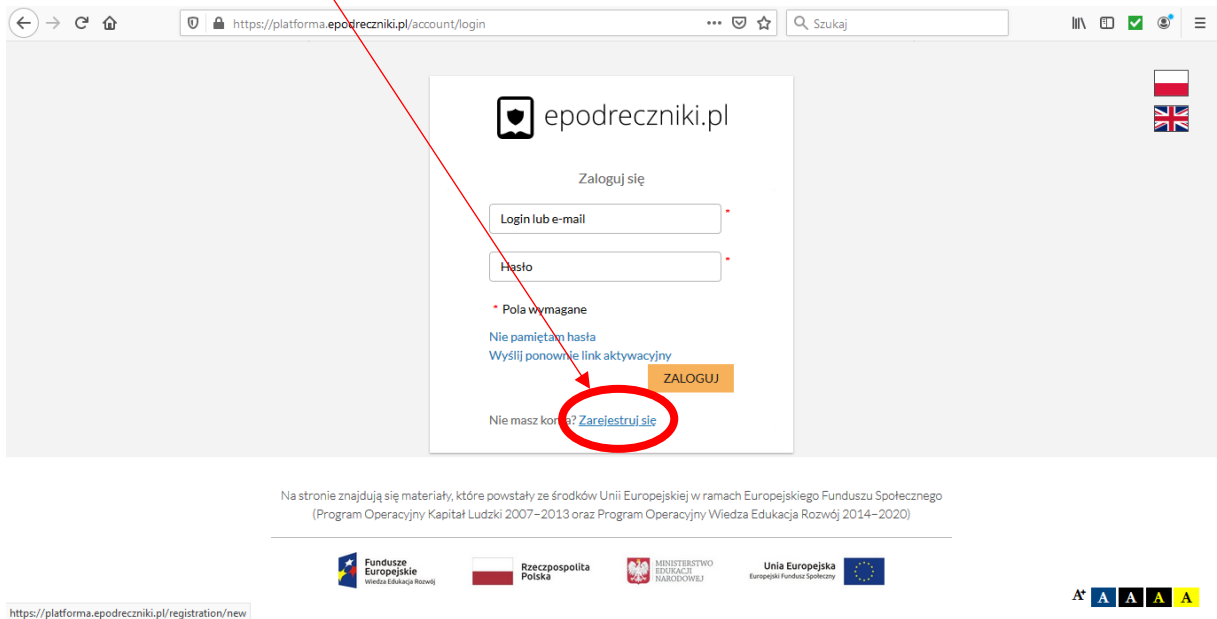 https://platforma.epodreczniki.pl/account/login
Szukaj
epodreczniki.pl
Zaloguj się
Login lub e-mail *
Hasło *
* Pola wymagane
Nie pamiętam hasła
Wyślij ponownie link aktywacyjny
ZALOGUJ
Nie masz konta? Zarejestruj się
Na stronie znajdują się materiały, które powstały ze środków Unii Europejskiej w ramach Europejskiego Funduszu Społecznego
(Program Operacyjny Kapitał Ludzki 2007–2013 oraz Program Operacyjny Wiedza Edukacja Rozwój 2014–2020)
Fundusze
Europejskie
Wiedza Edukacja Rozwój
Rzeczpospolita
Polska
MINISTERSTWO
EDUKACJI
NARODOWEJ
Unia Europejska
Europejski Fundusz Społeczny
A+ A A A A
https://platforma.epodreczniki.pl/registration/new